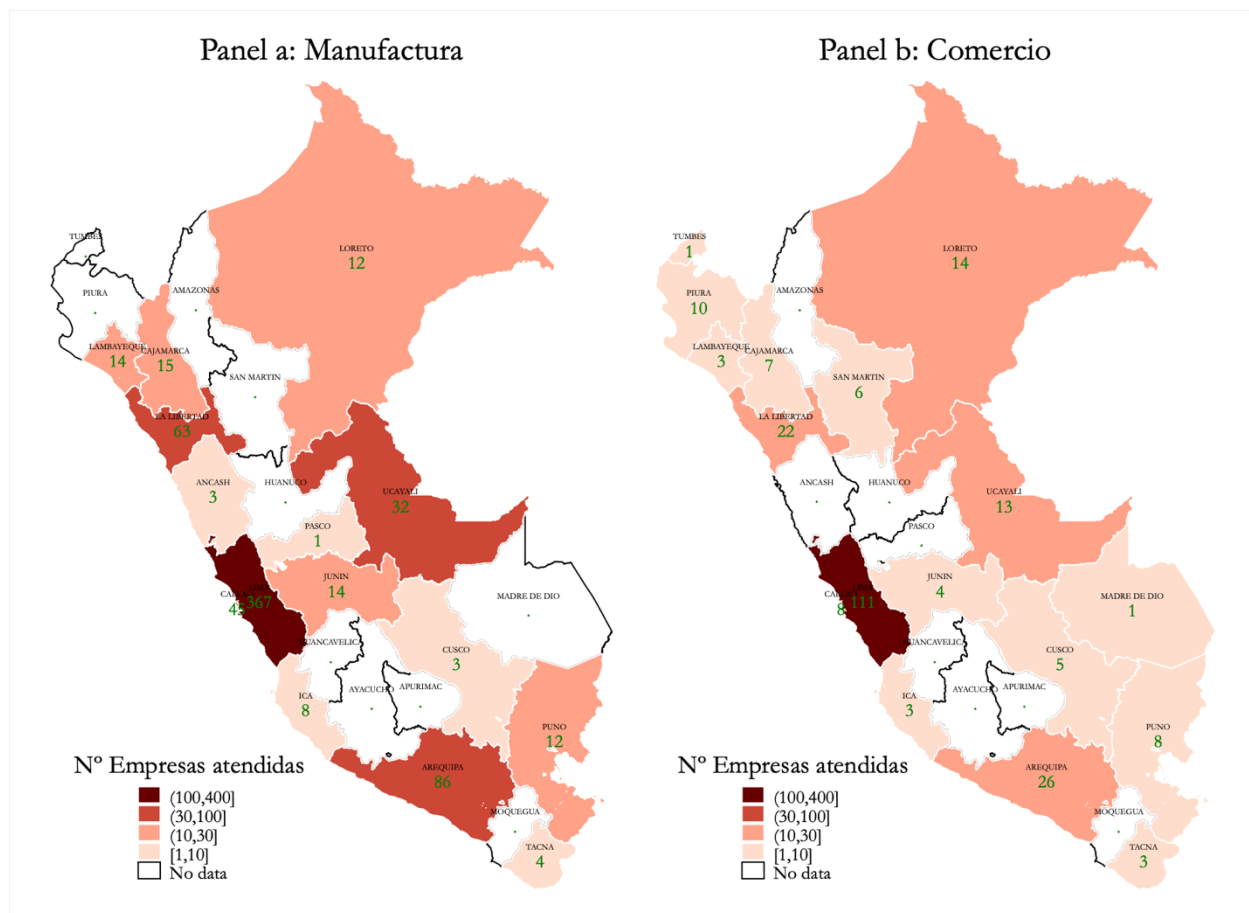 Panel a: Manufactura
TUMBES
LORETO
12
PIURA
AMAZONAS
LAMBAYEQUE
14
CAJAMARCA
15
SAN MARTIN
LA LIBERTAD
63
ANCASH
3
HUANUCO
UCAYALI
32
PASCO
1
JUNIN
14
LIMA
367
45
MADRE DE DIO
HUANCAVELIC
CUSCO
3
ICA
8
AYACUCHO
APURIMAC
PUNO
12
AREQUIPA
86
MOQUEGUA
TACNA
4
Nº Empresas atendidas
(100,400]
(30,100]
(10,30]
[1,10]
No data
Panel b: Comercio
TUMBES
1
LORETO
14
PIURA
10
AMAZONAS
LAMBAYEQUE
3
CAJAMARCA
7
SAN MARTIN
6
LA LIBERTAD
22
ANCASH
HUANUCO
UCAYALI
13
PASCO
JUNIN
4
111
8
MADRE DE DIO
1
HUANCAVELIC
CUSCO
5
ICA
3
AYACUCHO
APURIMAC
PUNO
8
AREQUIPA
26
MOQUEGUA
TACNA
3
Nº Empresas atendidas
(100,400]
(30,100]
(10,30]
[1,10]
No data